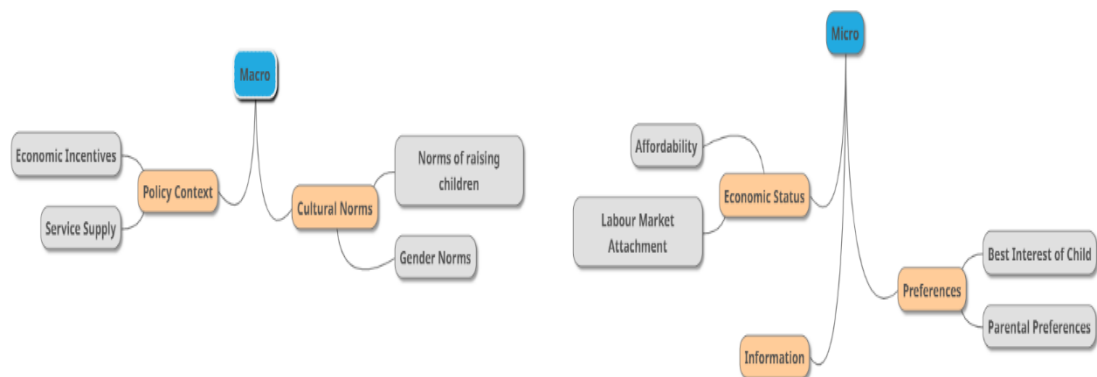 Macro
Economic Incentives
Policy Context
Service Supply
Norms of raising
children
Cultural Norms
Gender Norms
Micro
Affordability
Economic Status
Labour Market
Attachment
Best Interest of Child
Preferences
Parental Preferences
Information